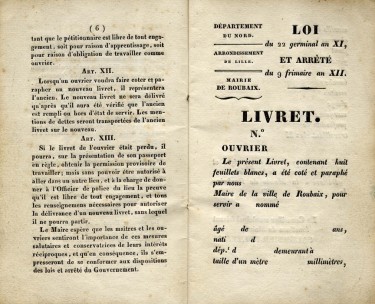 ( 6 )
tant que le pétitionnaire est libre de tout enga-
gement, soit pour raison d'apprentissage, soit
pour raison d'obligation de travailler comme
ouvrier.
ART. XII.
Lorsqu'un ouvrier voudra faire coter et pa-
rapher un nouveau livret, il représentera
l'ancien. Le nouveau livret ne sera délivré
qu'après qu'il aura été vérifié que l'ancien
est rempli ou hors d'état de servir. Les men-
tions de dettes seront transportées de l'ancien
livret sur le nouveau.
ART. XIII.
Si le livret de l'ouvrier était perdu, il
pourra, sur la présentation de son passeport
en règle, obtenir la permission provisoire de
travailler; mais sans pouvoir être autorisé à
aller dans un autre lieu, et à la charge de don-
ner à l'Officier de police du lieu la preuve
qu'il est libre de tout engagement, et tous
les renseignemens nécessaires pour autoriser
la délivrance d'un nouveau livret, sans lequel
il ne pourra partir.
Le Maire espère que les maîtres et les ou-
vriers sentiront l'importance de ces mesures
salutaires et conservatrices de leurs intérêts
réciproques, et qu'en conséquence, ils s'em-
presseront de se conformer aux dispositions
des lois et arrêté du Gouvernement.
DÉPARTEMENT
DU NORD.
ARRONDISSEMENT
DE LILLE.
MAIRIE
DE ROUBAIX.
LOI
du 22 germinal an XI,
ET ARRÊTÉ
du 9 frimaire an XII.
LIVRET.
N.°
OUVRIER
Le présent Livret, contenant huit
feuillets blancs, a été coté et paraphé
par nous
Maire de la ville de Roubaix, pour
servir a nommé
âgé de ans,
nati d
dép.t d demeurant à
taille d'un mètre millimètres,